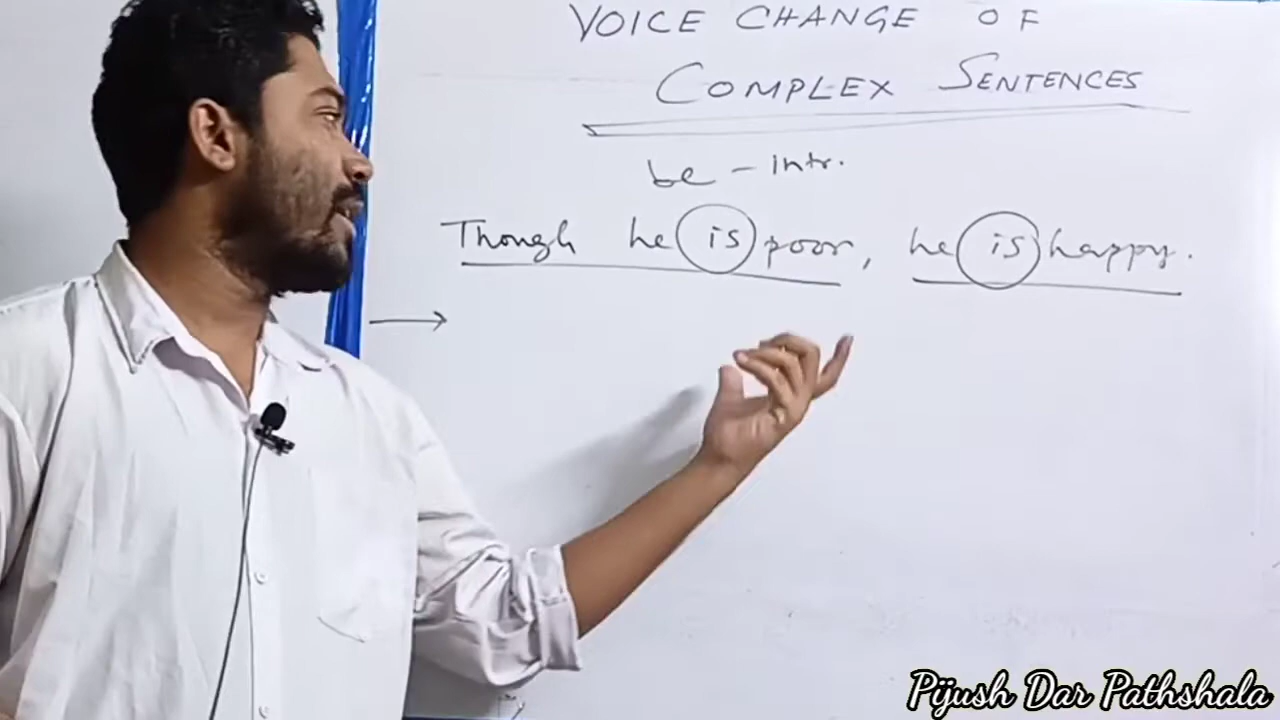 VOICE CHANGE OF
COMPLEX SENTENCES
be - intr.
Though he is poor, he is happy.
→
Pijush Dar Pathshala